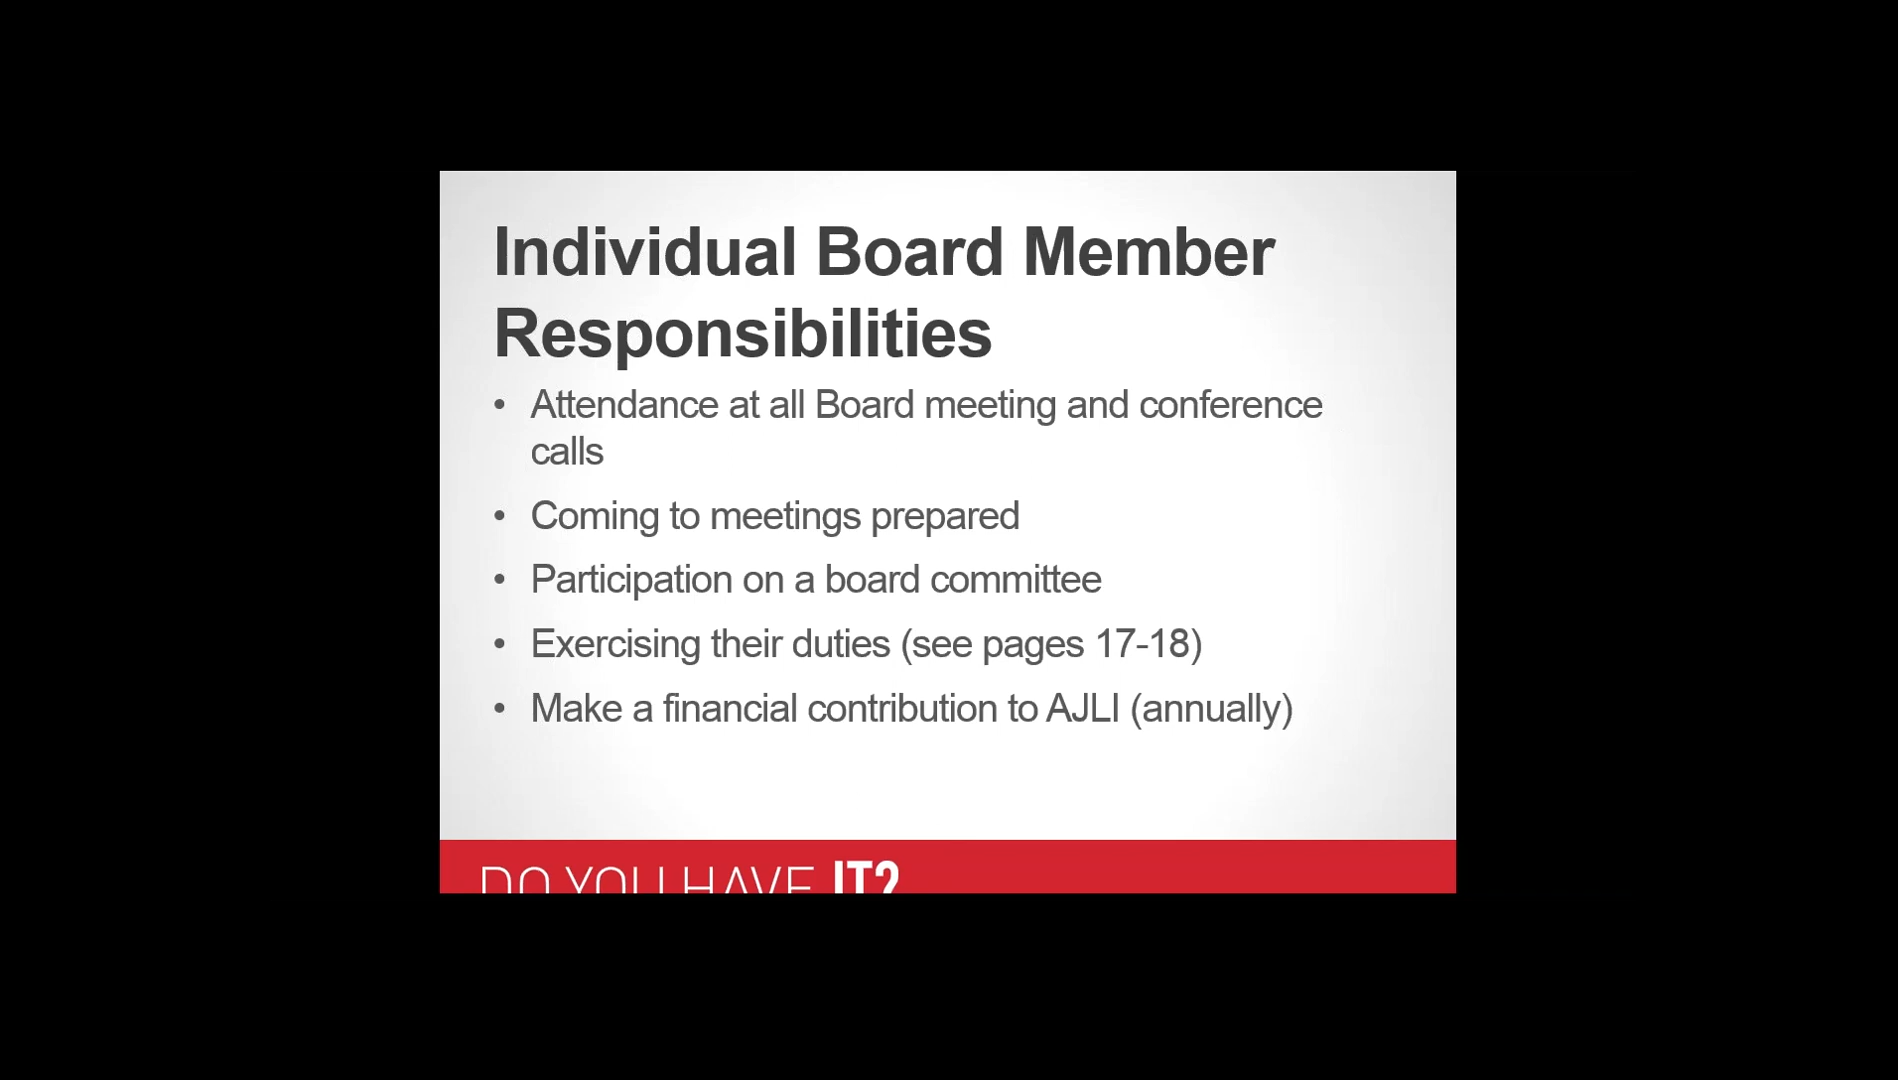 Individual Board Member
Responsibilities
• Attendance at all Board meeting and conference
calls
• Coming to meetings prepared
• Participation on a board committee
• Exercising their duties (see pages 17-18)
• Make a financial contribution to AJLI (annually)
DO YOU HAVE IT?